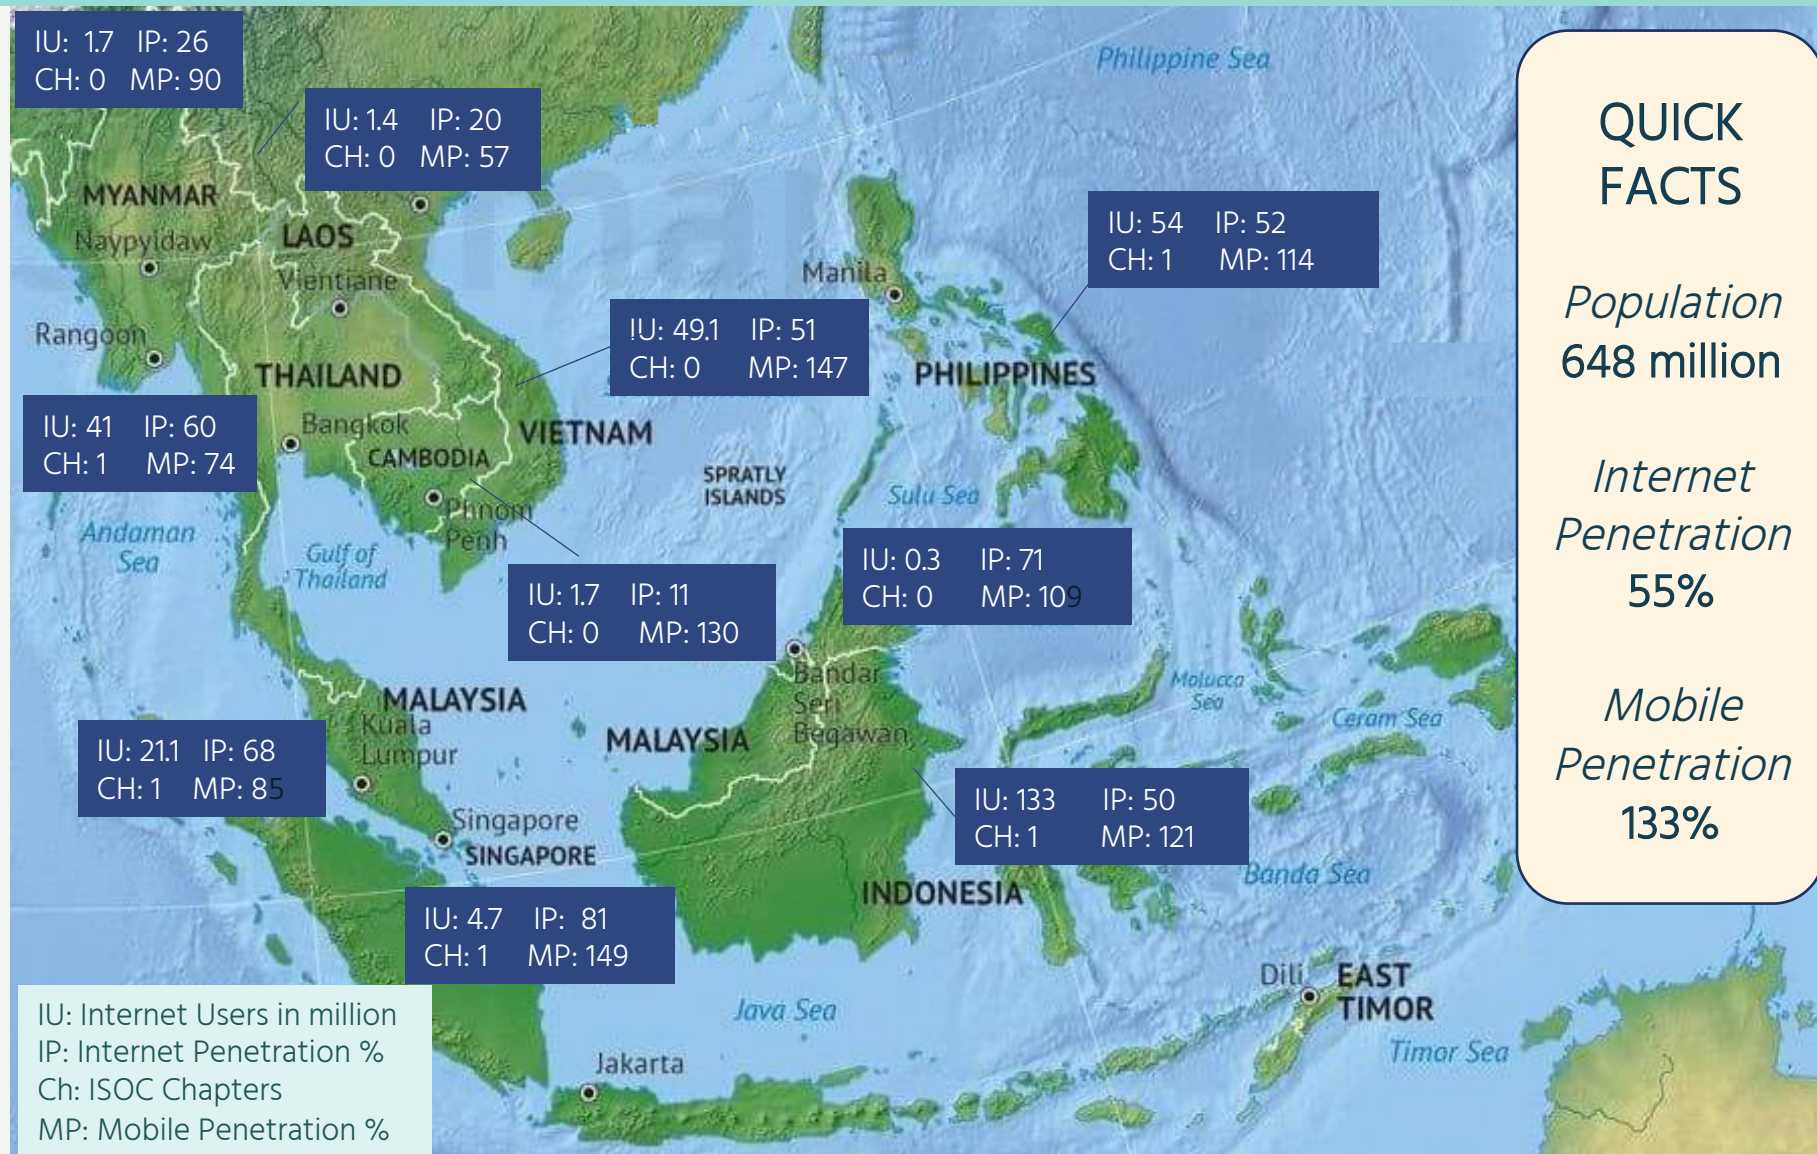 IU: 1.7 IP: 26
CH: 0 MP: 90
IU: 1.4 IP: 20
CH: 0 MP: 57
Philippine Sea
MYANMAR
Naypyidaw
LAOS
Vientiane
Rangoon
THAILAND
Bangkok
CAMBODIA
Phnom
Penh
VIETNAM
IU: 54 IP: 52
CH: 1 MP: 114
Manila
PHILIPPINES
IU: 49.1 IP: 51
CH: 0 MP: 147
IU: 41 IP: 60
CH: 1 MP: 74
SPRATLY
ISLANDS
Sulu Sea
Andaman
Sea
Gulf of
Thailand
IU: 1.7 IP: 11
CH: 0 MP: 130
IU: 0.3 IP: 71
CH: 0 MP: 109
Bandar
Seri
Begawan
MALAYSIA
Kuala
Lumpur
MALAYSIA
Molucca
Sea
Ceram Sea
IU: 21.1 IP: 68
CH: 1 MP: 85
Singapore
SINGAPORE
IU: 133 IP: 50
CH: 1 MP: 121
INDONESIA
Banda Sea
IU: 4.7 IP: 81
CH: 1 MP: 149
Dili
EAST
TIMOR
Java Sea
Timor Sea
Jakarta
IU: Internet Users in million
IP: Internet Penetration %
Ch: ISOC Chapters
MP: Mobile Penetration %
QUICK
FACTS
Population
648 million
Internet
Penetration
55%
Mobile
Penetration
133%